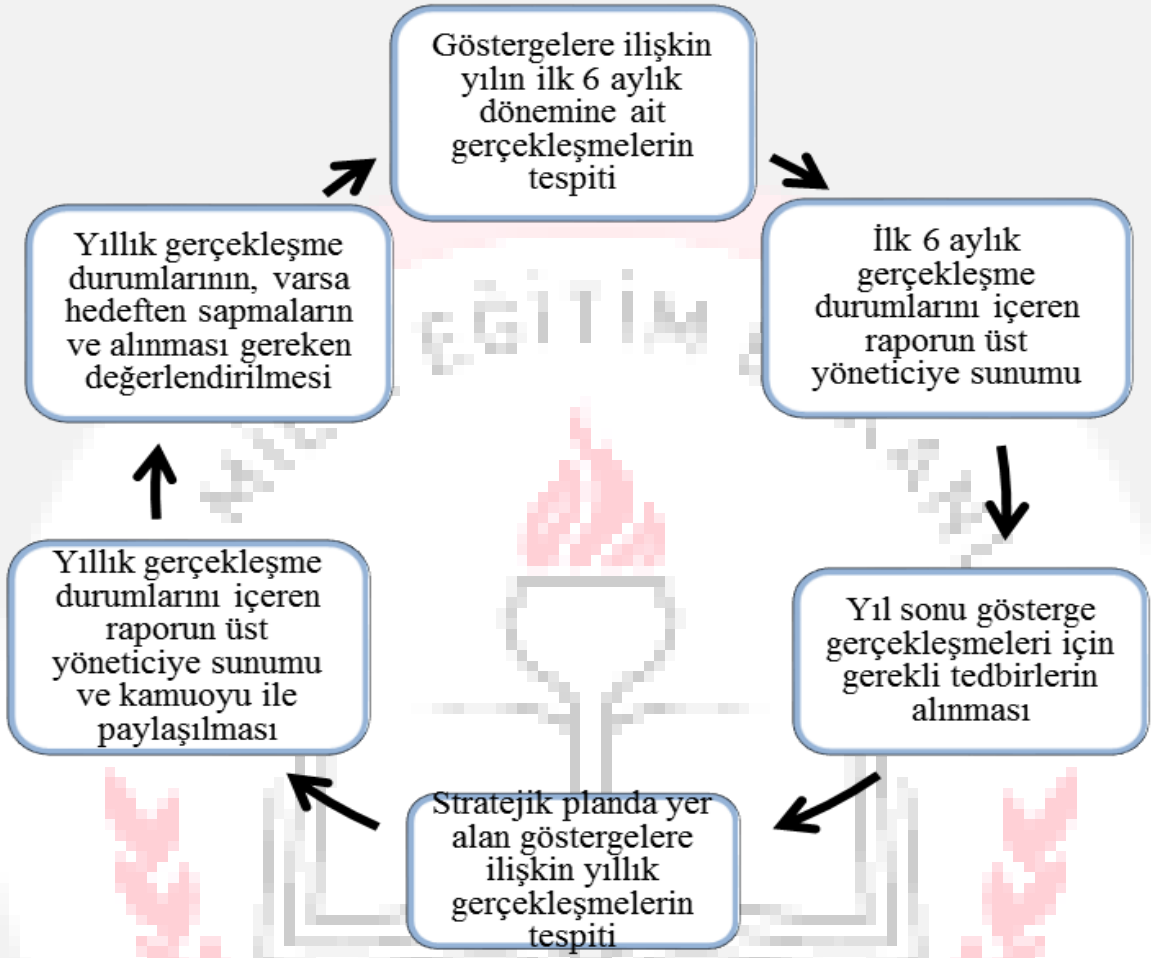 Göstergelere ilişkin
yılın ilk 6 aylık
dönemine ait
gerçekleşmelerin
tespiti
İlk 6 aylık
gerçekleşme
durumlarını içeren
raporun üst
yöneticiye sunumu
Yıl sonu gösterge
gerçekleşmeleri için
gerekli tedbirlerin
alınması
Stratejik planda yer
alan göstergelere
ilişkin yıllık
gerçekleşmelerin
tespiti
Yıllık gerçekleşme
durumlarını içeren
raporun üst
yöneticiye sunumu
ve kamuoyu ile
paylaşılması
Yıllık gerçekleşme
durumlarının, varsa
hedeften sapmaların
ve alınması gereken
değerlendirilmesi
EĞİTİM